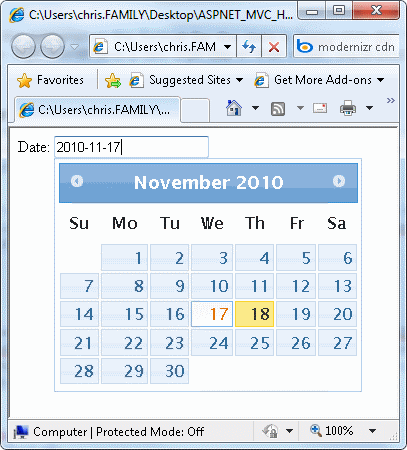 C:\Users\chris.FAMILY\Desktop\ASPNET_MVC_H...
C:\Users\chris.FAM
modernizr cdn
Favorites
Suggested Sites
Get More Add-ons
C:\Users\chris.FAMILY\...
Date: 2010-11-17
November 2010
Su Mo Tu We Th Fr Sa
1 2 3 4 5 6
7 8 9 10 11 12 13
14 15 16 17 18 19 20
21 22 23 24 25 26 27
28 29 30
Computer | Protected Mode: Off
100%